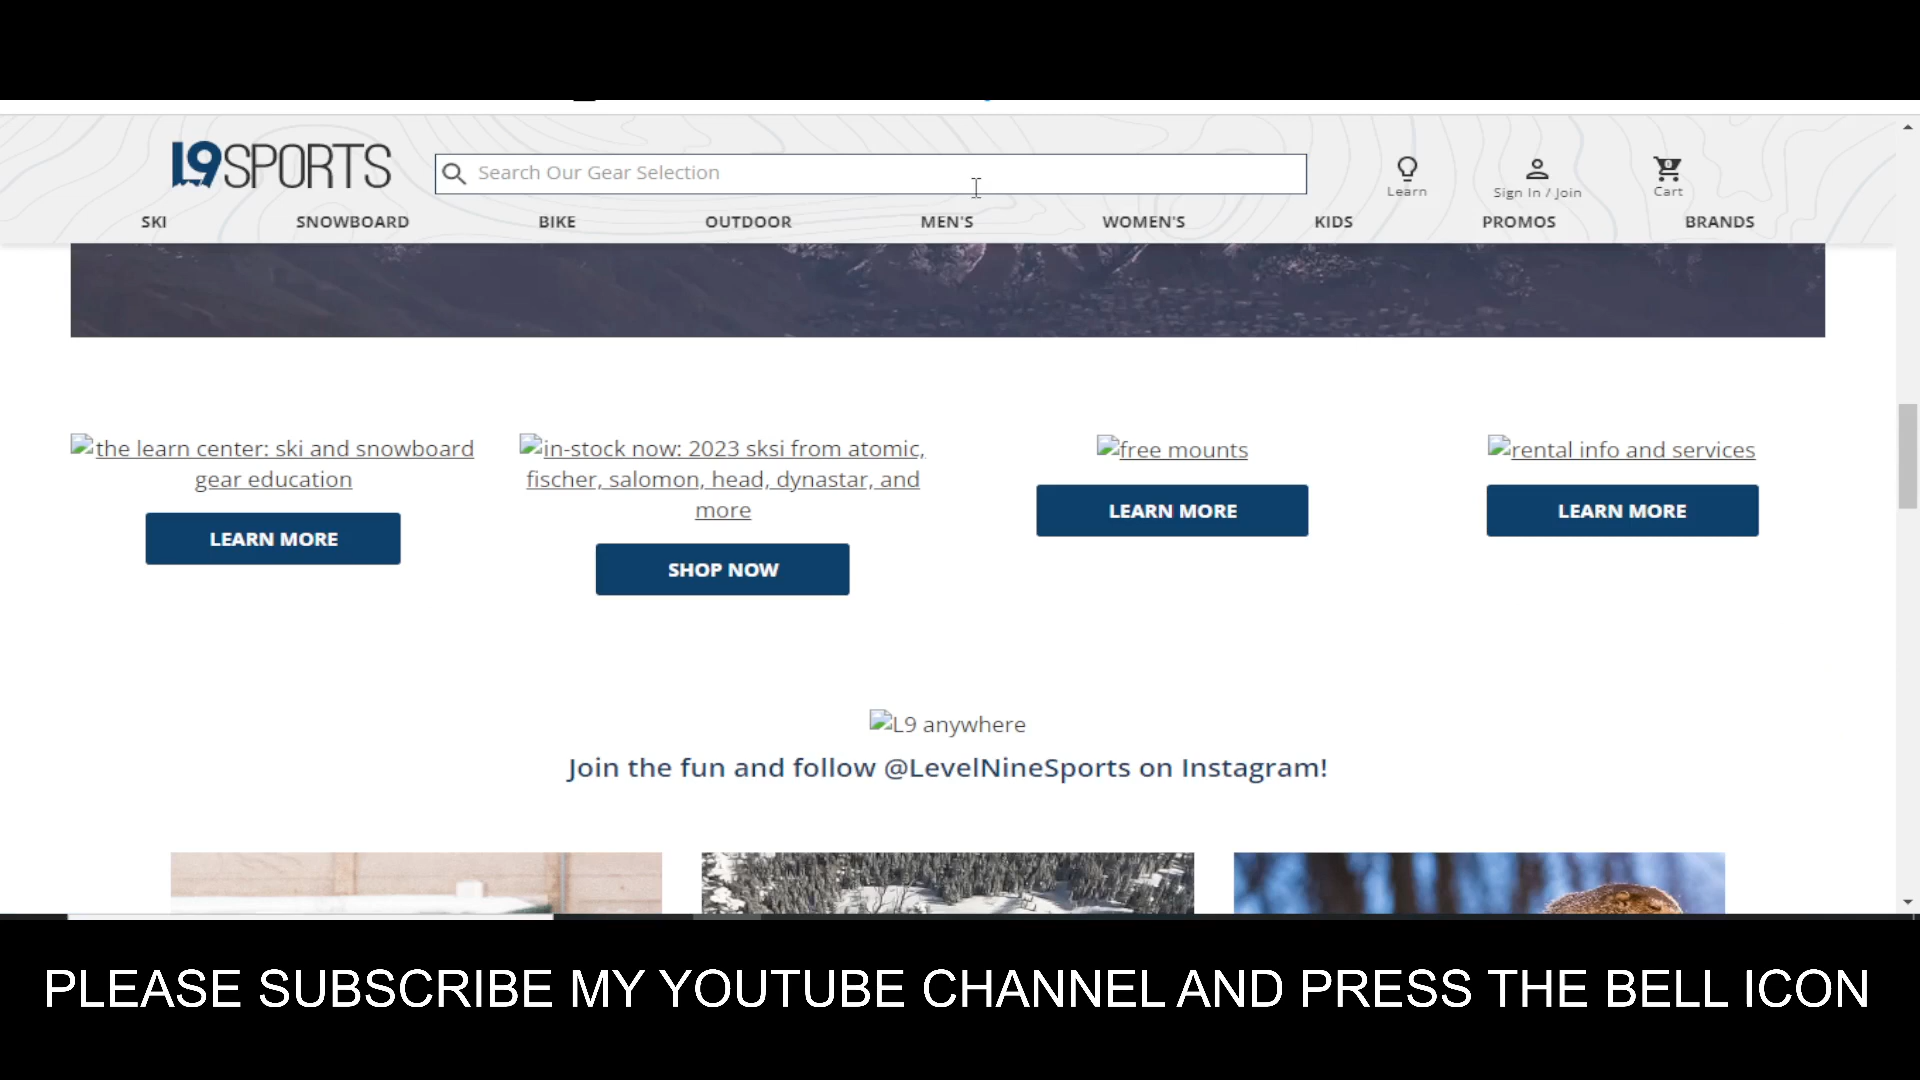 L9SPORTS
Search Our Gear Selection
Learn
Sign In / Join
0
Cart
SKI
SNOWBOARD
BIKE
OUTDOOR
MEN'S
WOMEN'S
KIDS
PROMOS
BRANDS
the learn center: ski and snowboard
gear education
LEARN MORE
in-stock now: 2023 sksi from atomic,
fischer, salomon, head, dynastar, and
more
SHOP NOW
free mounts
LEARN MORE
rental info and services
LEARN MORE
L9 anywhere
Join the fun and follow @LevelNineSports on Instagram!
PLEASE SUBSCRIBE MY YOUTUBE CHANNEL AND PRESS THE BELL ICON